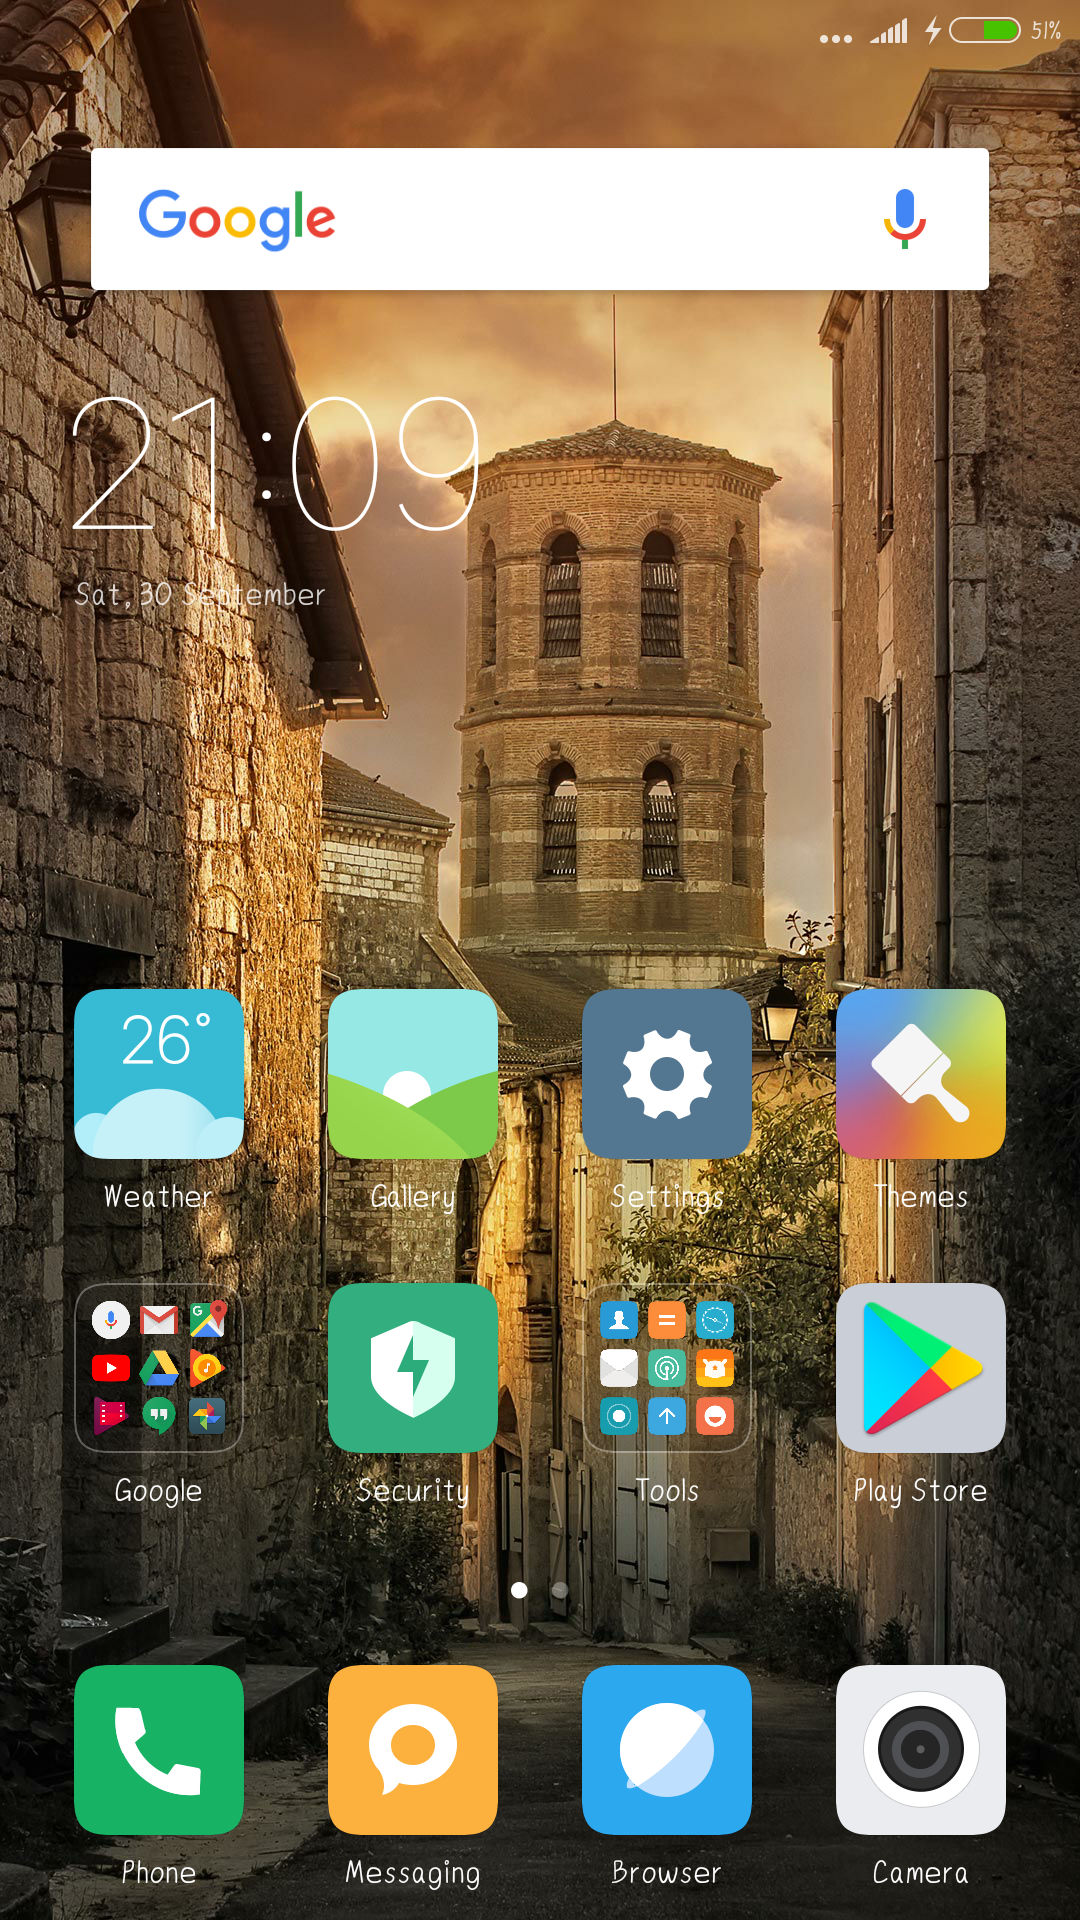 51%
Google
21:09
Sat, 30 September
26°
Weather
Gallery
Settings
Themes
G
Google
Security
Tools
Play Store
Phone
Messaging
Browser
Camera